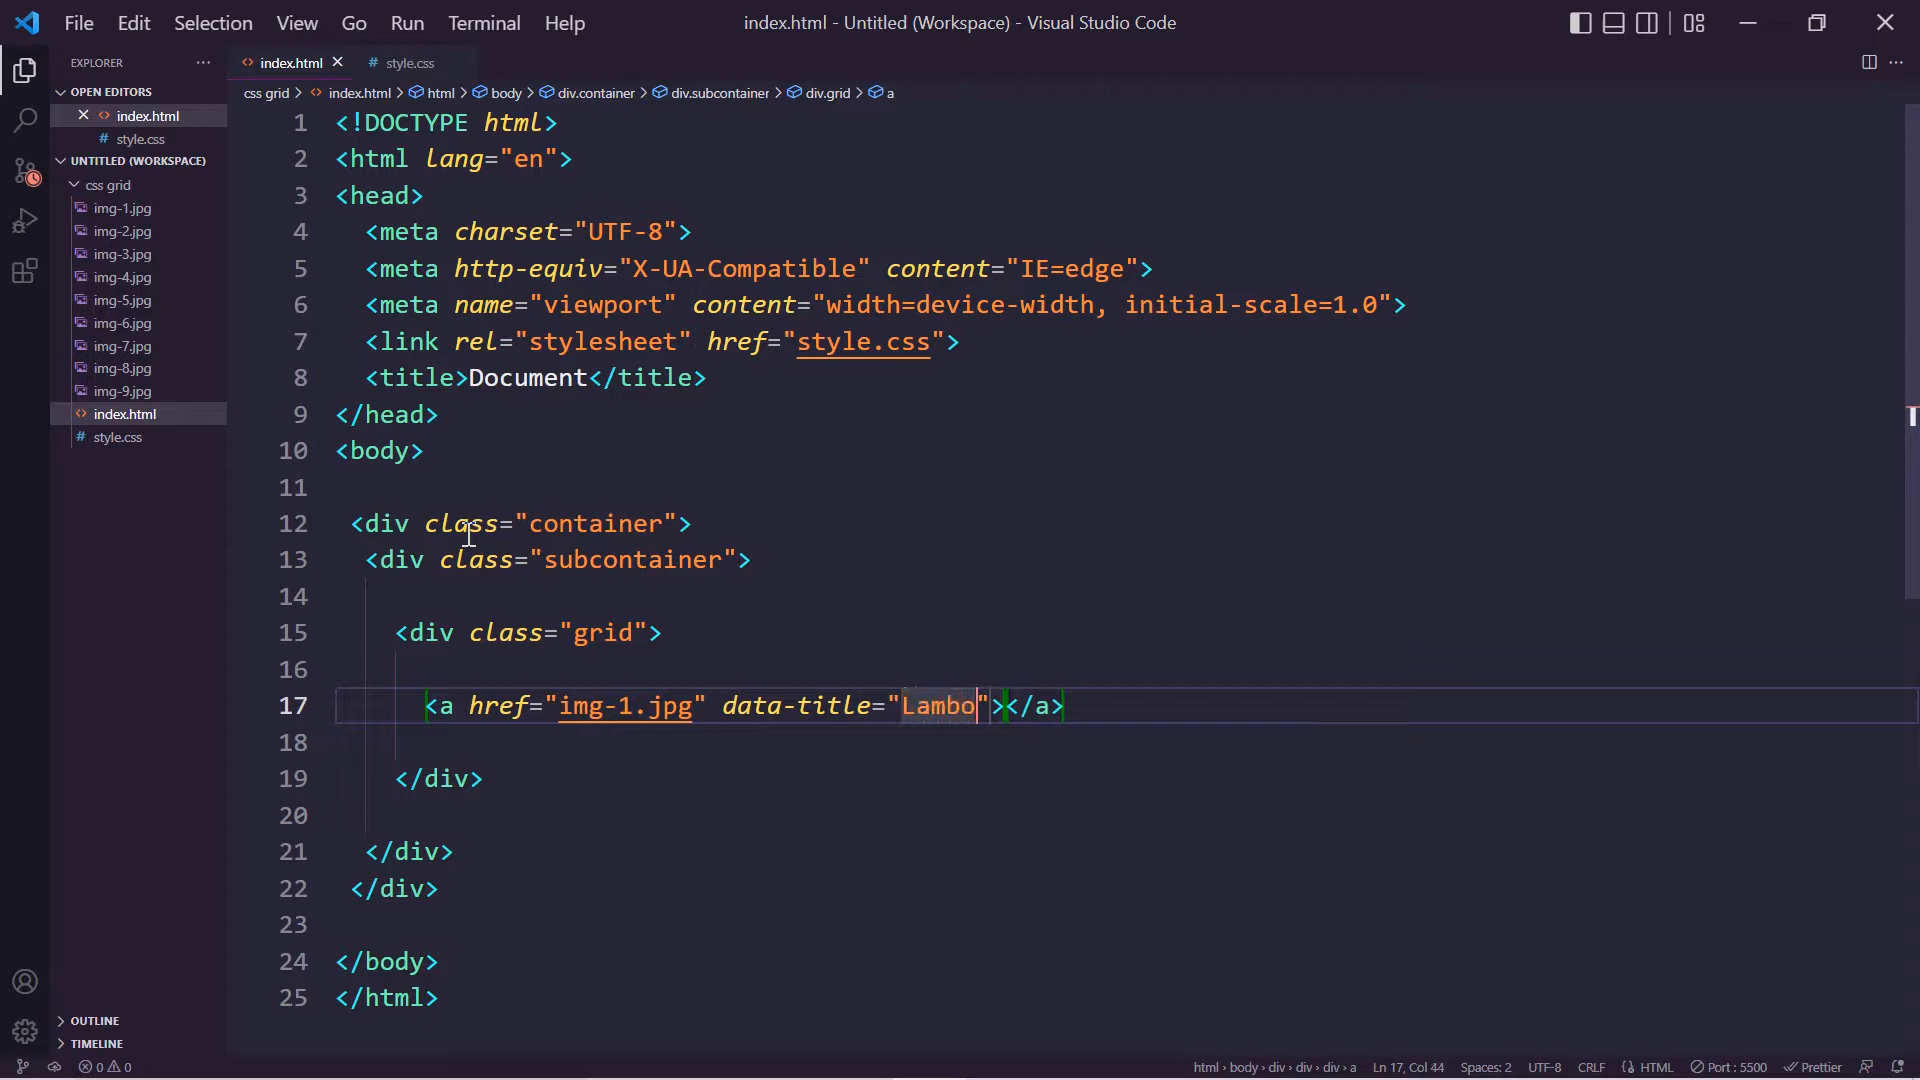 File Edit Selection View Go Run Terminal Help
index.html - Untitled (Workspace) - Visual Studio Code
EXPLORER
OPEN EDITORS
index.html
style.css
UNTITLED (WORKSPACE)
css grid
img-1.jpg
img-2.jpg
img-3.jpg
img-4.jpg
img-5.jpg
img-6.jpg
img-7.jpg
img-8.jpg
img-9.jpg
index.html
style.css
OUTLINE
TIMELINE
index.html style.css
css grid > index.html > html > body > div.container > div.subcontainer > div.grid > a
1 <!DOCTYPE html>
2 <html lang="en">
3 <head>
4 <meta charset="UTF-8">
5 <meta http-equiv="X-UA-Compatible" content="IE=edge">
6 <meta name="viewport" content="width=device-width, initial-scale=1.0">
7 <link rel="stylesheet" href="style.css">
8 <title>Document</title>
9 </head>
10 <body>
11
12 <div class="container">
13 <div class="subcontainer">
14
15 <div class="grid">
16
17 <a href="img-1.jpg" data-title="Lambo"></a>
18
19 </div>
20
21 </div>
22 </div>
23
24 </body>
25 </html>
0 0 html > body > div > div > div > a Ln 17, Col 44 Spaces: 2 UTF-8 CRLF {} HTML Port : 5500 Prettier